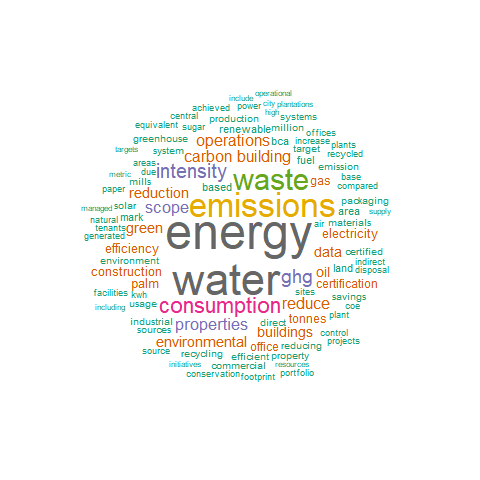 operational
include
city plantations
achieved power
high
central production systems
equivalent sugar renewable million offices
greenhouse operations bca increase plants
targets system carbon building target recycled
areas intensity waste fuel emission
metric due gas base
mills based compared
paper reduction
solar scope emissions packaging
managed area supply
natural mark air materials
tenants green energy electricity
generated
efficiency data certified
environment water ghg indirect
construction oil land disposal
palm certification
facilities kwh sites savings
usage consumption reduce coe
including tonnes plant
industrial properties direct
sources buildings control
environmental office reducing projects
source recycling efficient property
initiatives commercial resources
conservation footprint portfolio